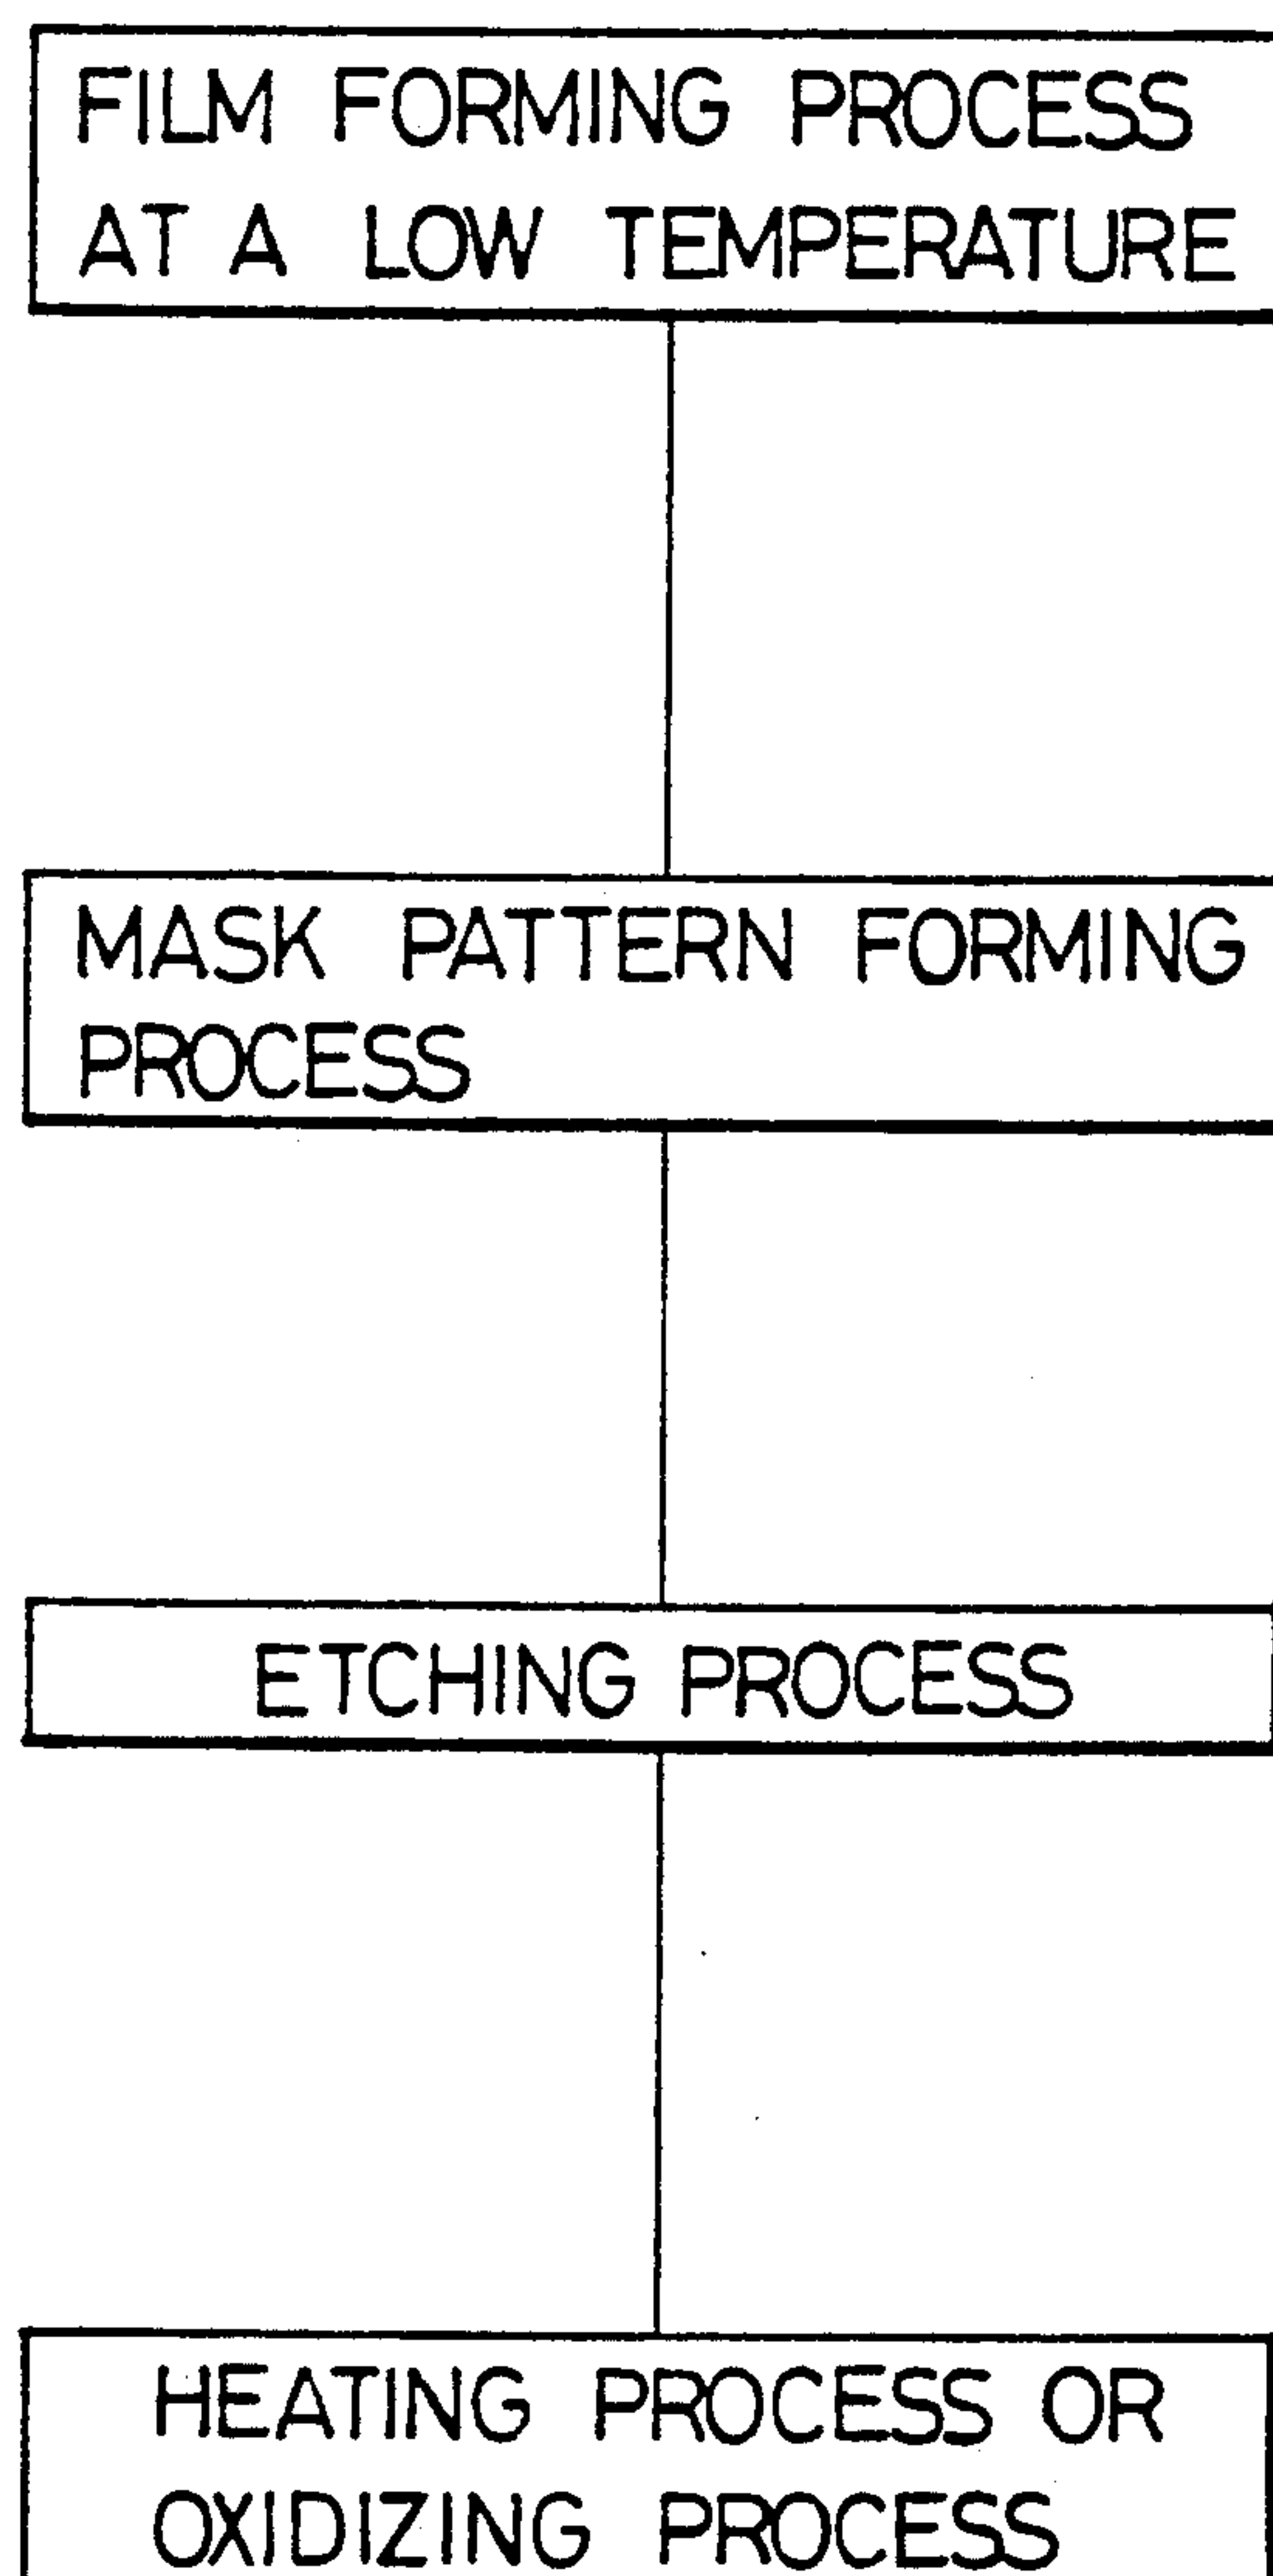 FILM FORMING PROCESS
AT A LOW TEMPERATURE
MASK PATTERN FORMING
PROCESS
ETCHING PROCESS
HEATING PROCESS OR
OXIDIZING PROCESS